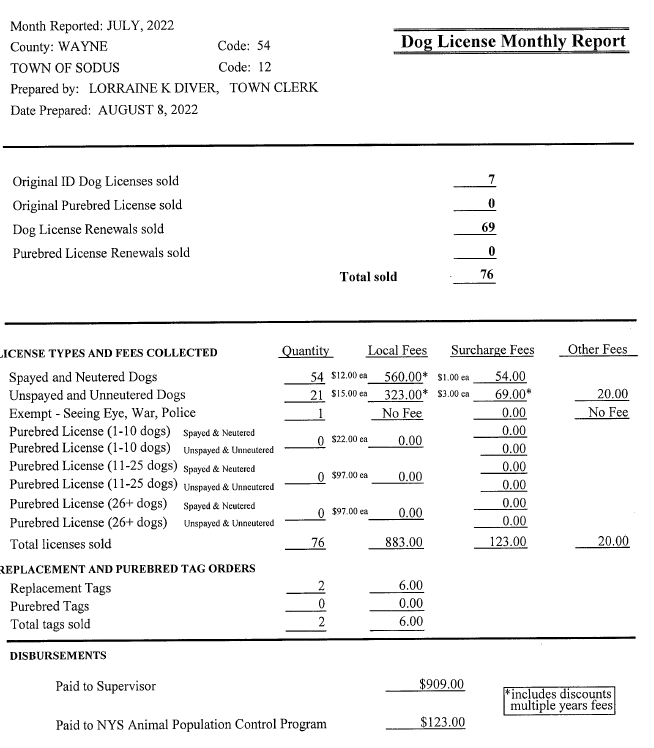 Month Reported: JULY, 2022
County: WAYNE Code: 54
Dog License Monthly Report
TOWN OF SODUS Code: 12
Prepared by: LORRAINE K DIVER, TOWN CLERK
Date Prepared: AUGUST 8, 2022
Original ID Dog Licenses sold 7
Original Purebred License sold 0
Dog License Renewals sold 69
Purebred License Renewals sold 0
Total sold 76
LICENSE TYPES AND FEES COLLECTED Quantity Local Fees Surcharge Fees Other Fees
Spayed and Neutered Dogs 54 $12.00 ea 560.00* $1.00 ea 54.00
Unspayed and Unneutered Dogs 21 $15.00 ea 323.00* $3.00 ea 69.00* 20.00
Exempt - Seeing Eye, War, Police 1 No Fee 0.00 No Fee
Purebred License (1-10 dogs) Spayed & Neutered 0.00
0 $22.00 ea 0.00
Purebred License (1-10 dogs) Unspayed & Unneutered 0.00
Purebred License (11-25 dogs) Spayed & Neutered 0.00
0 $97.00 ea 0.00
Purebred License (11-25 dogs) Unspayed & Unneutered 0.00
Purebred License (26+ dogs) Spayed & Neutered 0.00
0 $97.00 ea 0.00
Purebred License (26+ dogs) Unspayed & Unneutered 0.00
Total licenses sold 76 883.00 123.00 20.00
REPLACEMENT AND PUREBRED TAG ORDERS
Replacement Tags 2 6.00
Purebred Tags 0 0.00
Total tags sold 2 6.00
DISBURSEMENTS
Paid to Supervisor $909.00
*includes discounts
multiple years fees
Paid to NYS Animal Population Control Program $123.00